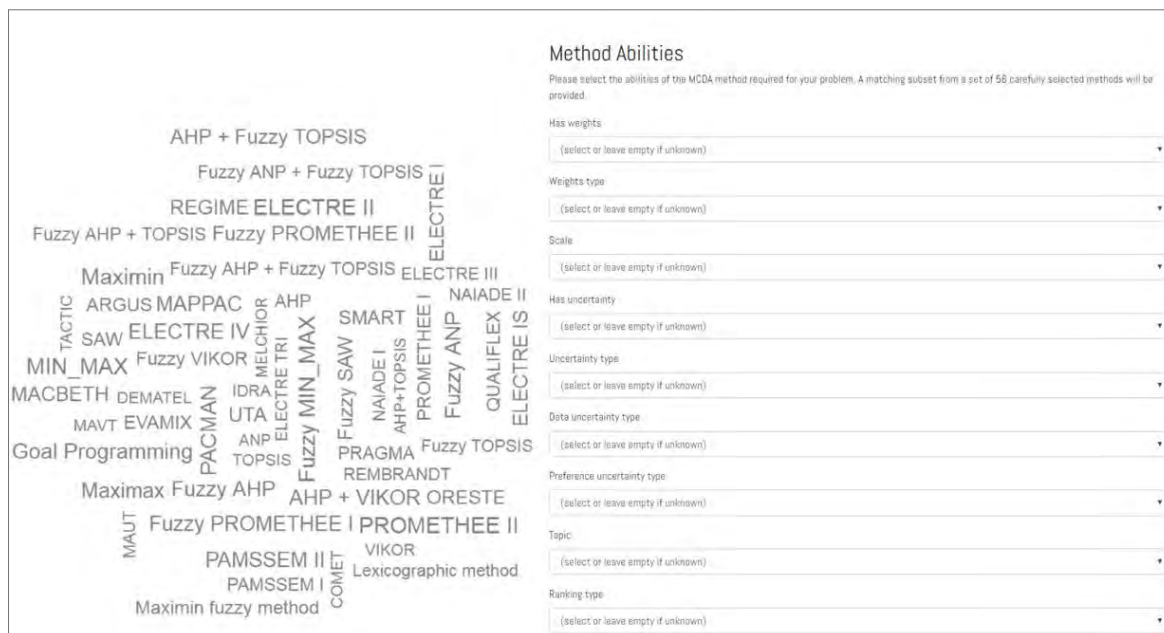 AHP + Fuzzy TOPSIS
Fuzzy ANP + Fuzzy TOPSIS
ELECTRE I
REGIME ELECTRE II
Fuzzy AHP + TOPSIS Fuzzy PROMETHEE II
Maximin Fuzzy AHP + Fuzzy TOPSIS ELECTRE III
NAIADE II
TACTIC
ARGUS MAPPAC
MELCHIOR
AHP
SAW ELECTRE IV
SMART
MIN_MAX Fuzzy VIKOR
ELECTRE TRI
Fuzzy MIN_MAX
Fuzzy SAW
NAIADE I
AHP+TOPSIS
PROMETHEE I
Fuzzy ANP
QUALIFLEX
ELECTRE IS
MACBETH DEMATEL
IDRA
MAVT EVAMIX
PACMAN
UTA
ANP
Goal Programming
TOPSIS
PRAGMA Fuzzy TOPSIS
REMBRANDT
Maximax Fuzzy AHP AHP + VIKOR ORESTE
MAUT
Fuzzy PROMETHEE I PROMETHEE II
VIKOR
PAMSSEM II
COMET
Lexicographic method
PAMSSEM I
Maximin fuzzy method
Method Abilities
Please select the abilities of the MCDA method required for your problem. A matching subset from a set of 56 carefully selected methods will be
provided.
Has weights
(select or leave empty if unknown)
Weights type
(select or leave empty if unknown)
Scale
(select or leave empty if unknown)
Has uncertainty
(select or leave empty if unknown)
Uncertainty type
(select or leave empty if unknown)
Data uncertainty type
(select or leave empty if unknown)
Preference uncertainty type
(select or leave empty if unknown)
Topic
(select or leave empty if unknown)
Ranking type
(select or leave empty if unknown)